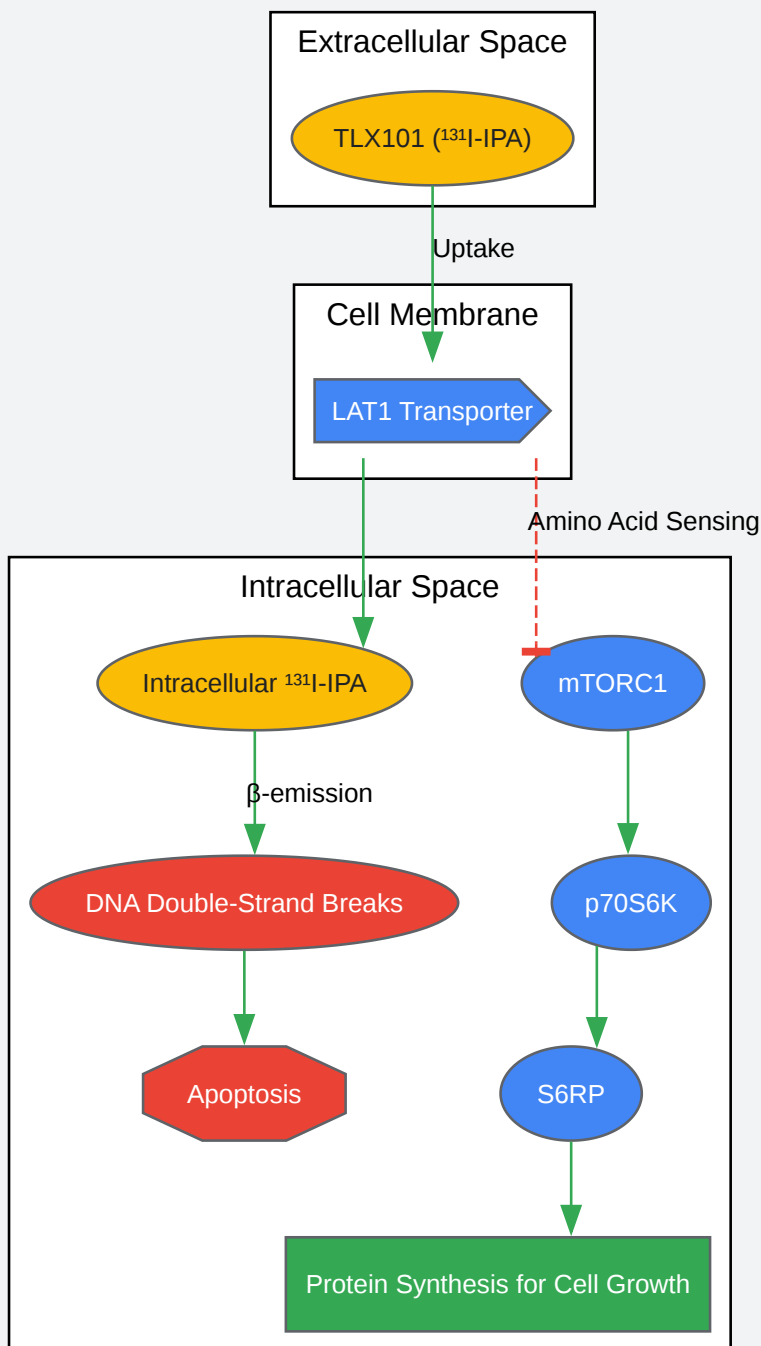 Extracellular Space
TLX101 (¹³¹I-IPA)
Uptake
Cell Membrane
LAT1 Transporter
Amino Acid Sensing
Intracellular Space
Intracellular ¹³¹I-IPA
mTORC1
β-emission
DNA Double-Strand Breaks
p70S6K
Apoptosis
S6RP
Protein Synthesis for Cell Growth